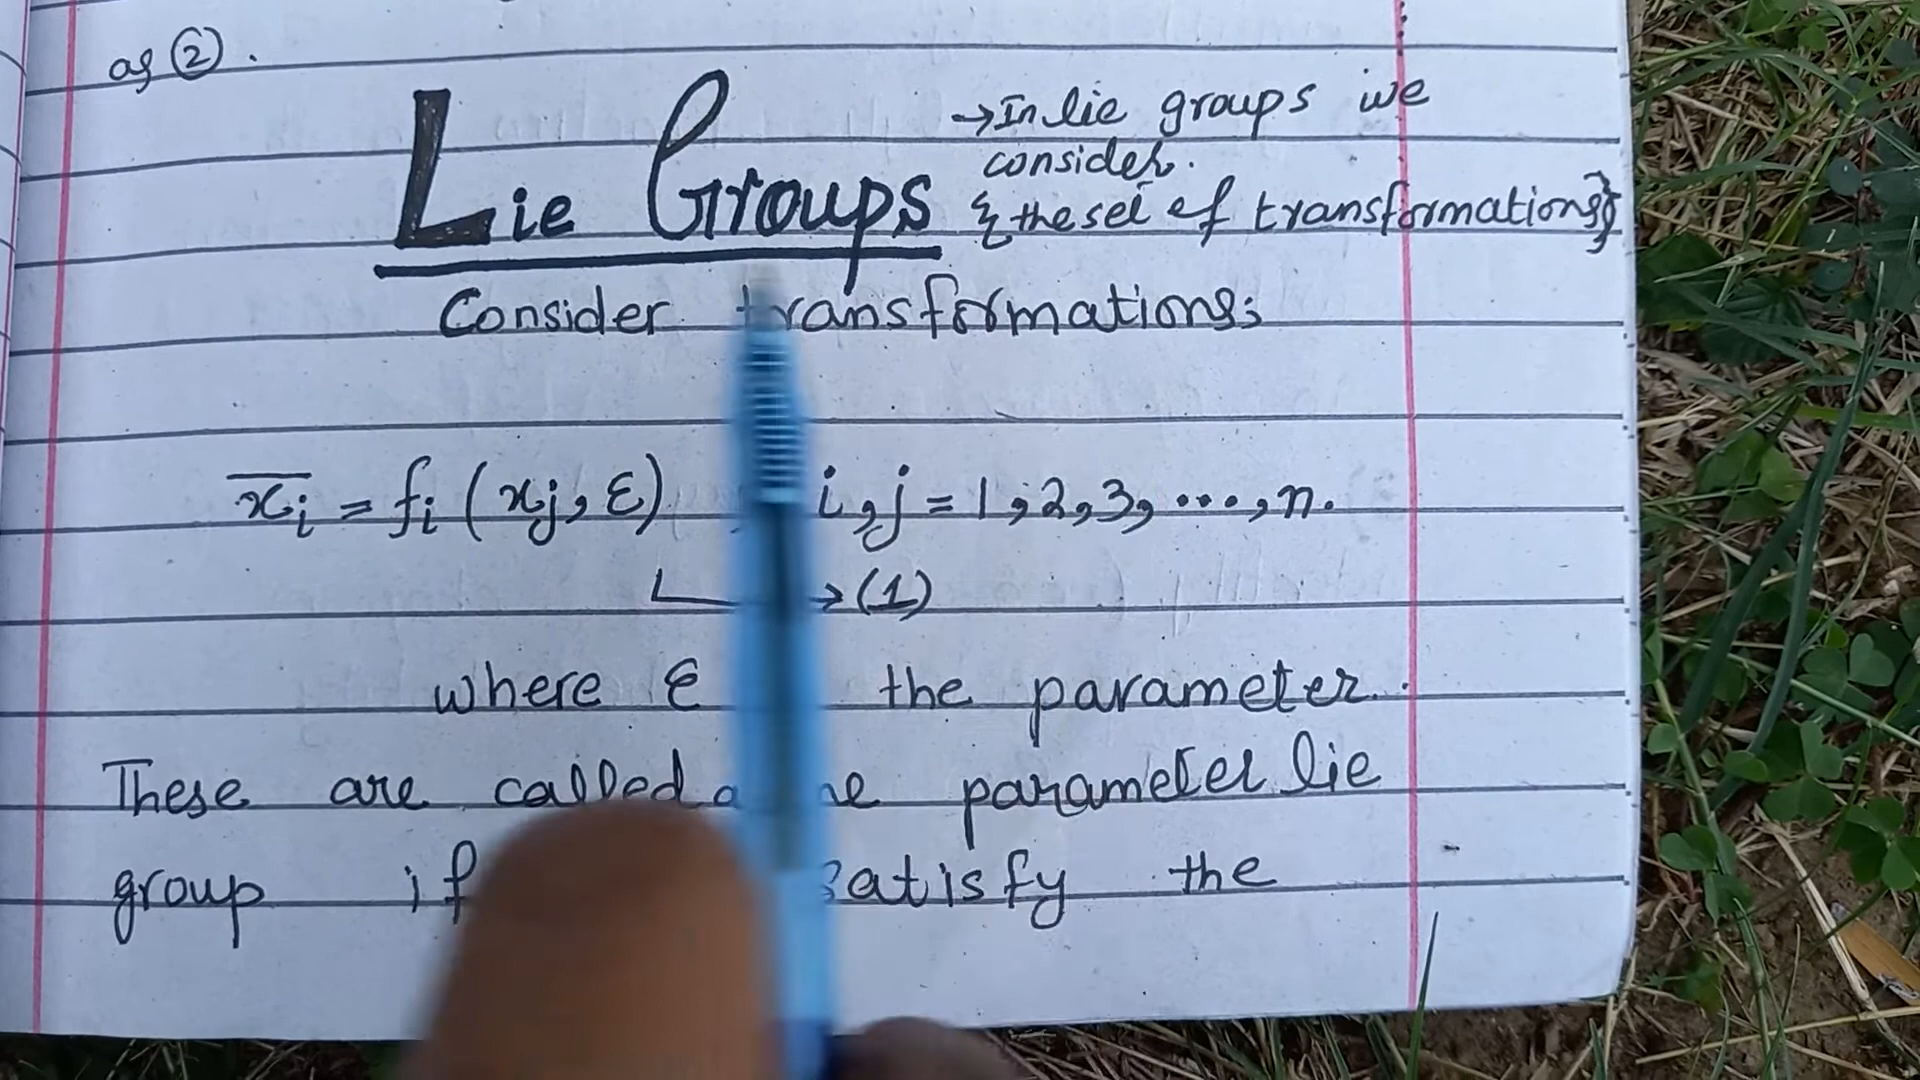 as ②.
Lie Groups
→In lie groups we
consider.
{ the set of transformations}
Consider transformations;
x̄i = fi (xj, ε) , i,j = 1,2,3, ..., n.
→(1)
where ε the parameter.
These are called parameter lie
group if satisfy the